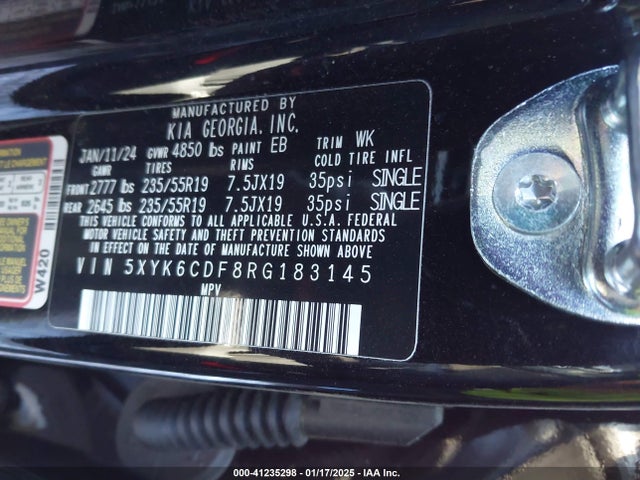 MANUFACTURED BY
KIA GEORGIA, INC.
JAN/11/24 GVWR 4850 lbs PAINT EB TRIM WK
GAWR TIRES RIMS COLD TIRE INFL
FRONT 2777 lbs 235/55R19 7.5JX19 35psi SINGLE
REAR 2645 lbs 235/55R19 7.5JX19 35psi SINGLE
THIS VEHICLE CONFORMS TO ALL APPLICABLE U.S.A. FEDERAL
MOTOR VEHICLE SAFETY AND THEFT PREVENTION STANDARDS
IN EFFECT ON THE DATE OF MANUFACTURE SHOWN ABOVE
VIN 5XYK6CDF8RG183145
MPV
W420
000-41235298 - 01/17/2025 - IAA Inc.